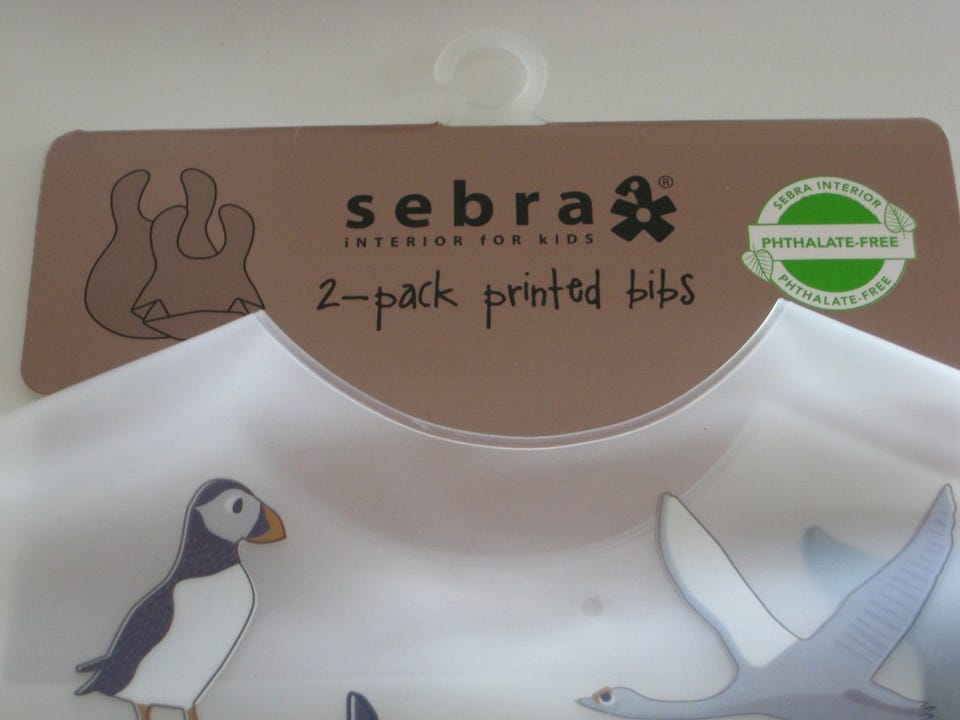 sebra ®
iNTERIOR FOR kIDS
2-pack printed bibs
SEBRA INTERIOR
PHTHALATE-FREE
PHTHALATE-FREE